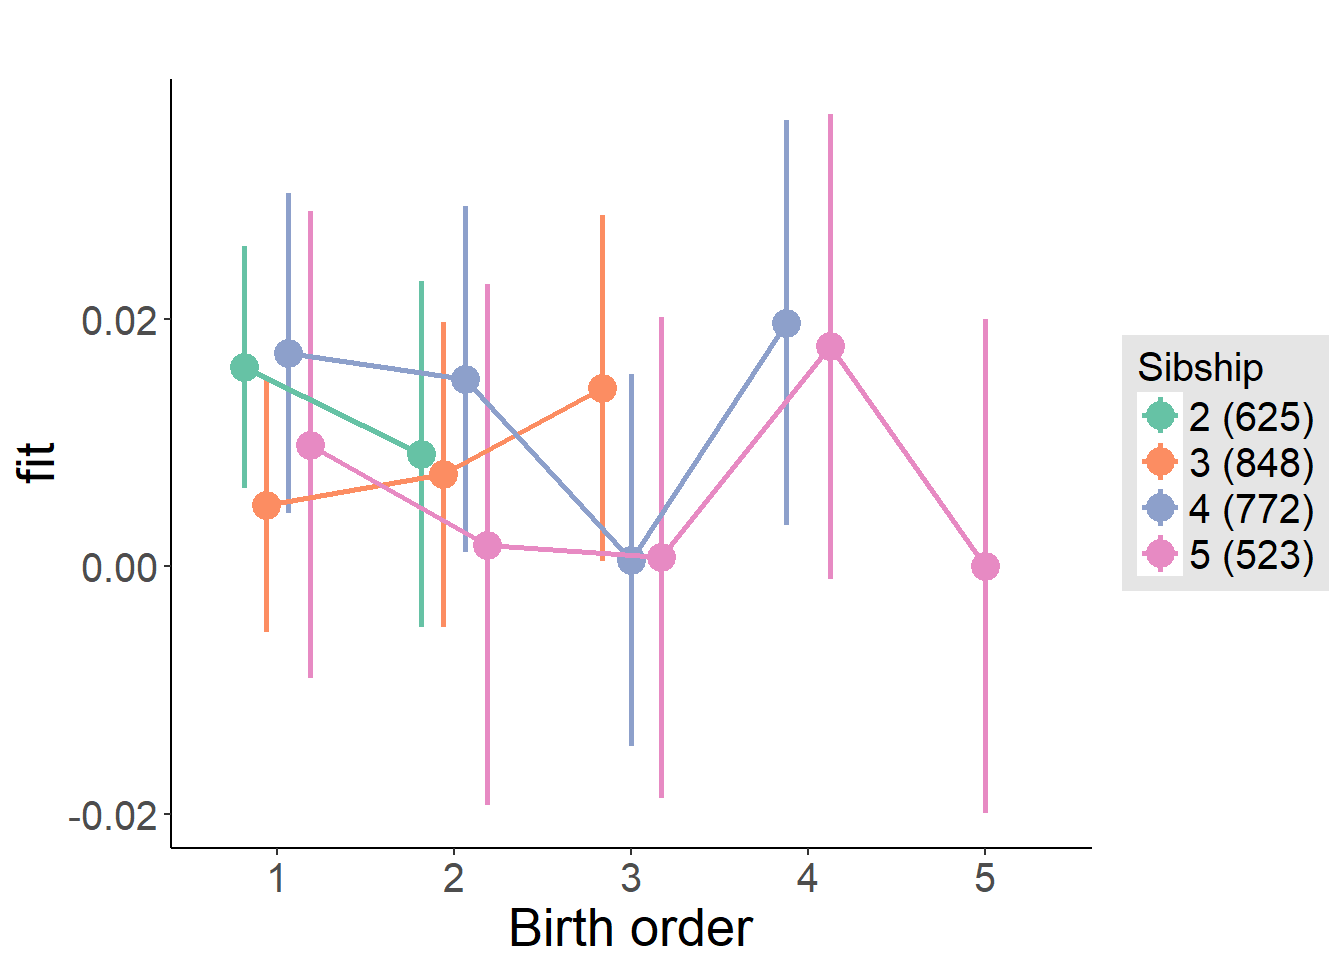 fit
0.02
0.00
-0.02
1 2 3 4 5
Birth order
Sibship
2 (625)
3 (848)
4 (772)
5 (523)